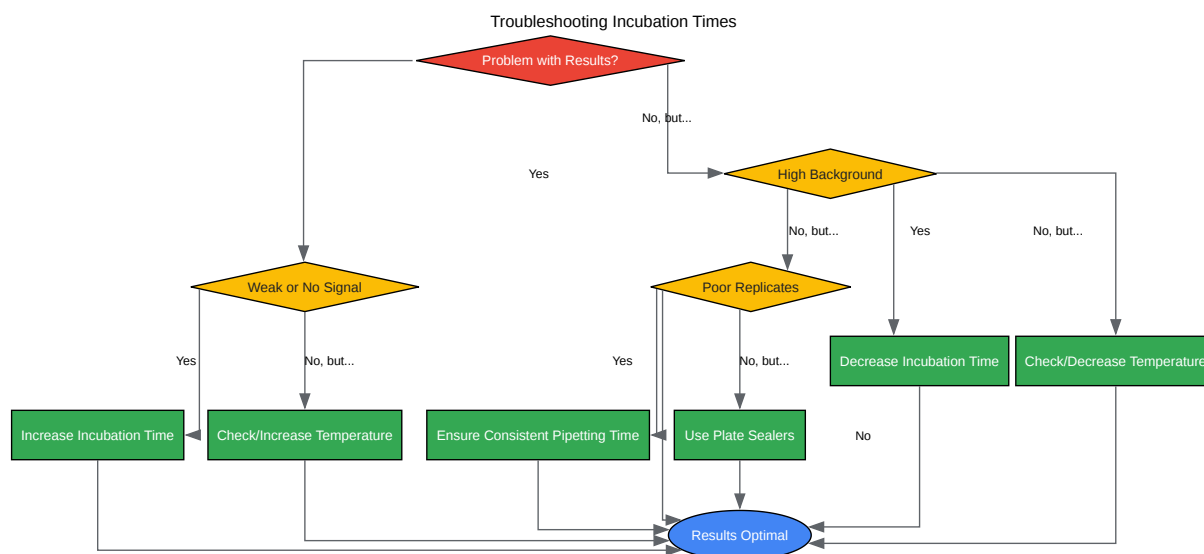 Troubleshooting Incubation Times
Problem with Results?
No, but...
Yes
High Background
No, but...
Yes
No, but...
Weak or No Signal
Poor Replicates
Yes
No, but...
Yes
No, but...
Decrease Incubation Time
Check/Decrease Temperature
Increase Incubation Time
Check/Increase Temperature
Ensure Consistent Pipetting Time
Use Plate Sealers
No
Results Optimal